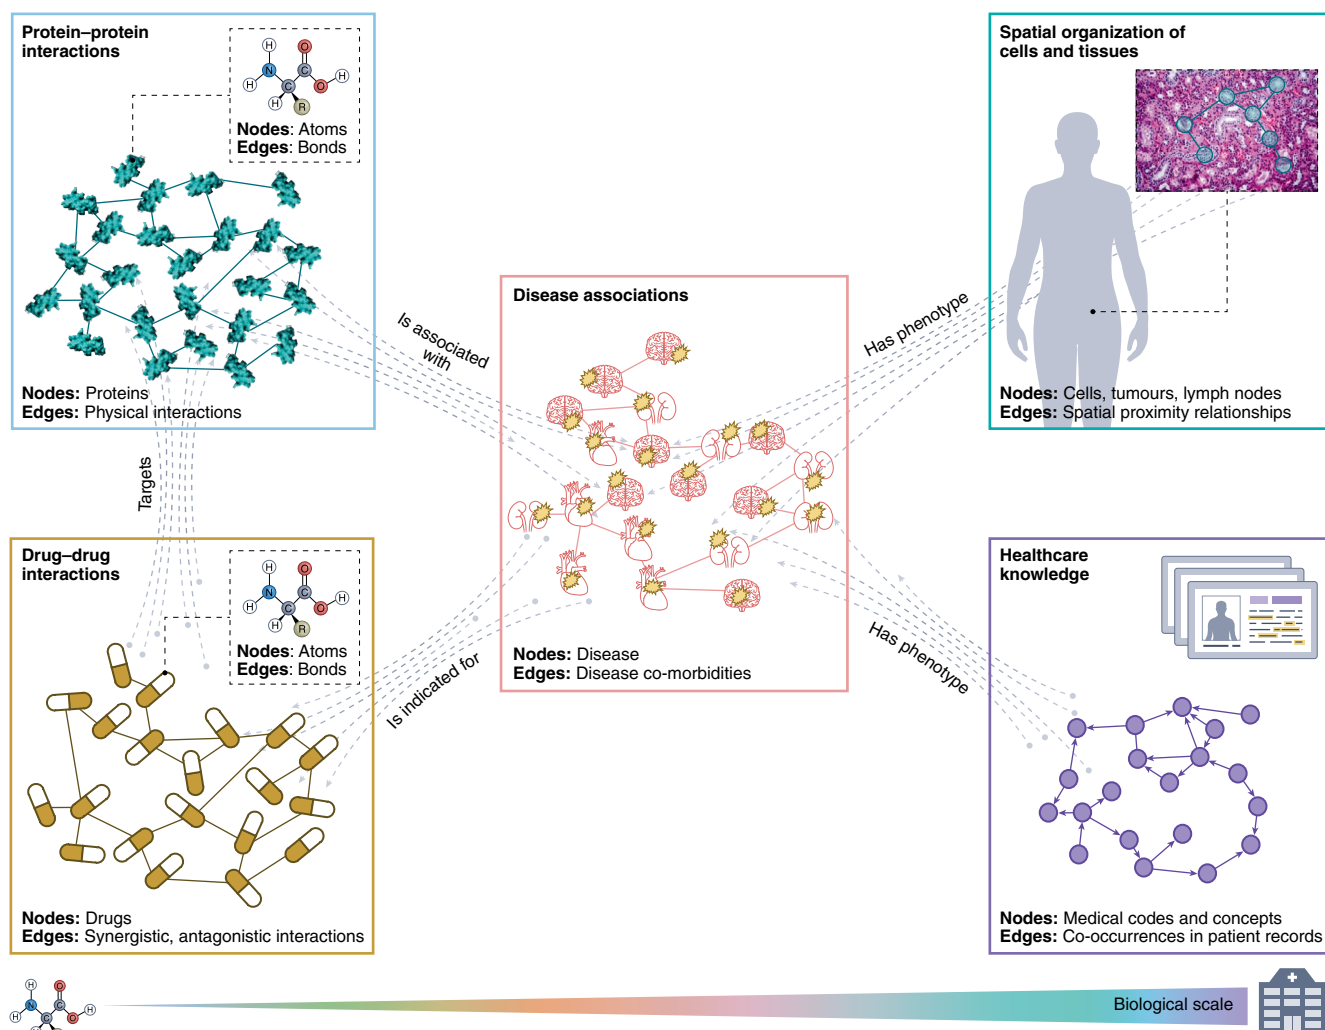 Protein–protein
interactions
H
O
H
N
C
C
H
O
H
R
Nodes: Atoms
Edges: Bonds
Nodes: Proteins
Edges: Physical interactions
Spatial organization of
cells and tissues
Nodes: Cells, tumours, lymph nodes
Edges: Spatial proximity relationships
Disease associations
Nodes: Disease
Edges: Disease co-morbidities
Is associated
with
Has phenotype
Targets
Is indicated for
Has phenotype
Drug–drug
interactions
H
O
N
C
C
H
H
O
H
R
Nodes: Atoms
Edges: Bonds
Nodes: Drugs
Edges: Synergistic, antagonistic interactions
Healthcare
knowledge
Nodes: Medical codes and concepts
Edges: Co-occurrences in patient records
H
O
N
C
C
H
H
O
H
Biological scale